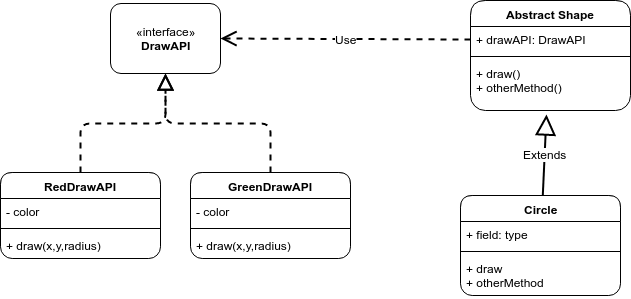 «interface»
DrawAPI
Use
Abstract Shape
+ drawAPI: DrawAPI
+ draw()
+ otherMethod()
Extends
RedDrawAPI
- color
+ draw(x,y,radius)
GreenDrawAPI
- color
+ draw(x,y,radius)
Circle
+ field: type
+ draw
+ otherMethod